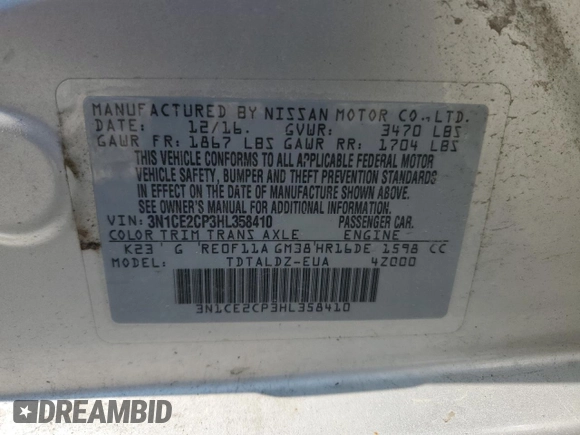 MANUFACTURED BY NISSAN MOTOR CO.,LTD.
DATE: 12/16. GVWR: 3470 LBS
GAWR FR: 1867 LBS GAWR RR: 1704 LBS
THIS VEHICLE CONFORMS TO ALL APPLICABLE FEDERAL MOTOR
VEHICLE SAFETY, BUMPER AND THEFT PREVENTION STANDARDS
IN EFFECT ON THE DATE OF MANUFACTURE SHOWN ABOVE.
SEE OWNER'S MANUAL FOR ADDITIONAL INFORMATION.
VIN: 3N1CE2CP3HL358410 PASSENGER CAR.
COLOR TRIM TRANS AXLE ENGINE
K23 G RE0F11A GM38 HR16DE 1598 CC
MODEL: TDTALDZ-EUA 4Z000
3N1CE2CP3HL358410
DREAMBID